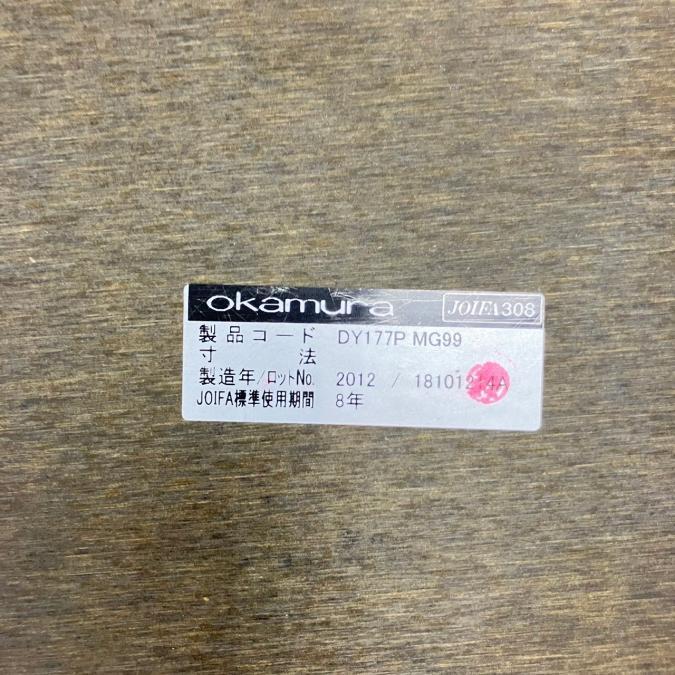 okamura JOIFA308
製品コード DY177P MG99
寸法
製造年/ロットNo. 2012 / 18101214A
JOIFA標準使用期間 8年